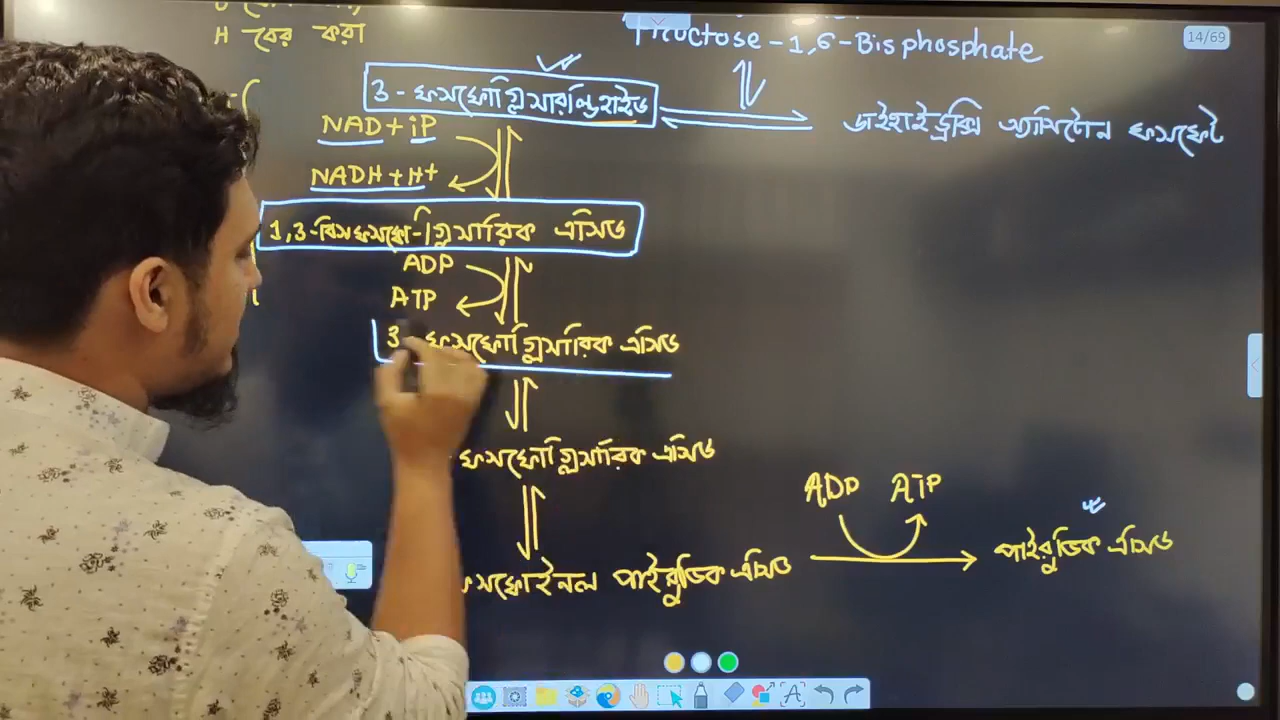 H বের করা
Fructose-1,6-Bisphosphate
14/69
3-ফসফোগ্লিসারল্ডিহাইড
ডাইহাইড্রক্সি অ্যাসিটোন ফসফেট
NAD+iP
NADH+H+
1,3-বিসফসফো-গ্লিসারিক এসিড
ADP
ATP
3-ফসফোগ্লিসারিক এসিড
ফসফোগ্লিসারিক এসিড
ADP ATP
পাইরুভিক এসিড
ফসফোইনল পাইরুভিক এসিড